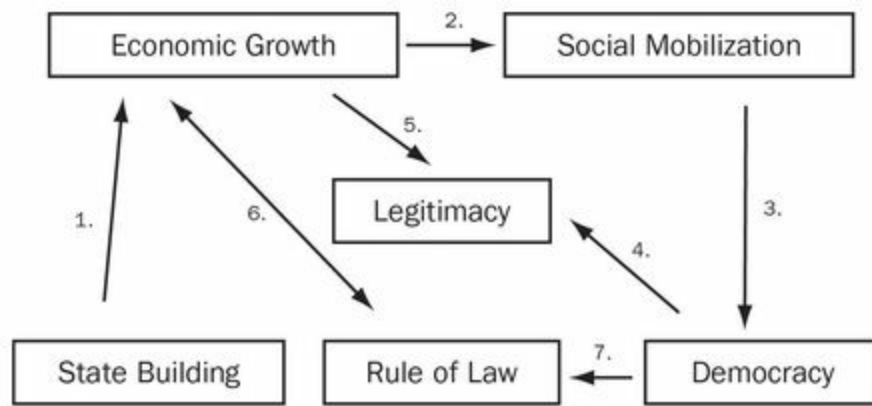 Economic Growth
2.
Social Mobilization
5.
1.
6.
Legitimacy
3.
4.
State Building
Rule of Law
7.
Democracy